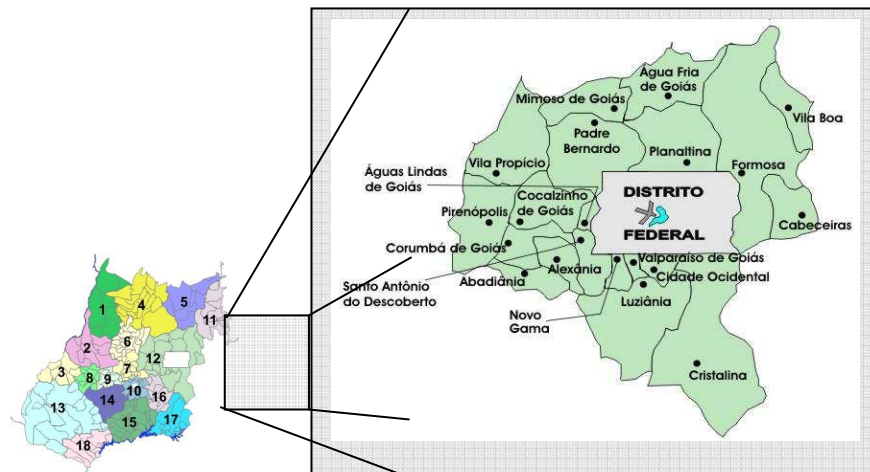 Água Fria
de Goiás
Mimoso de Goiás
Vila Boa
Padre
Bernardo
Planaltina
Vila Propício
Formosa
Águas Lindas
de Goiás
Cocalzinho
de Goiás
DISTRITO
FEDERAL
Pirenópolis
Cabeceiras
Corumbá de Goiás
Valparaíso de Goiás
Alexânia
Cidade Ocidental
Abadiânia
Santo Antônio
do Descoberto
Luziânia
Novo
Gama
Cristalina
1
4
5
11
6
2
12
3
8
9
7
10
13
14
16
15
17
18